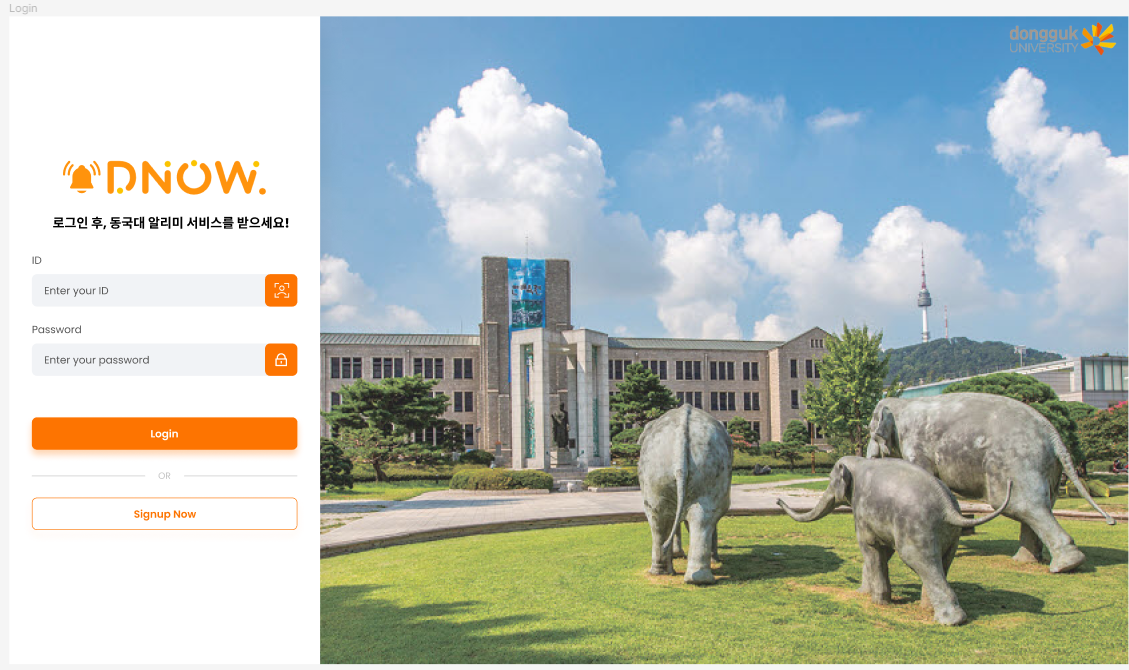 Login
DNOW.
로그인 후, 동국대 알리미 서비스를 받으세요!
ID
Enter your ID
Password
Enter your password
Login
OR
Signup Now
dongguk
UNIVERSITY